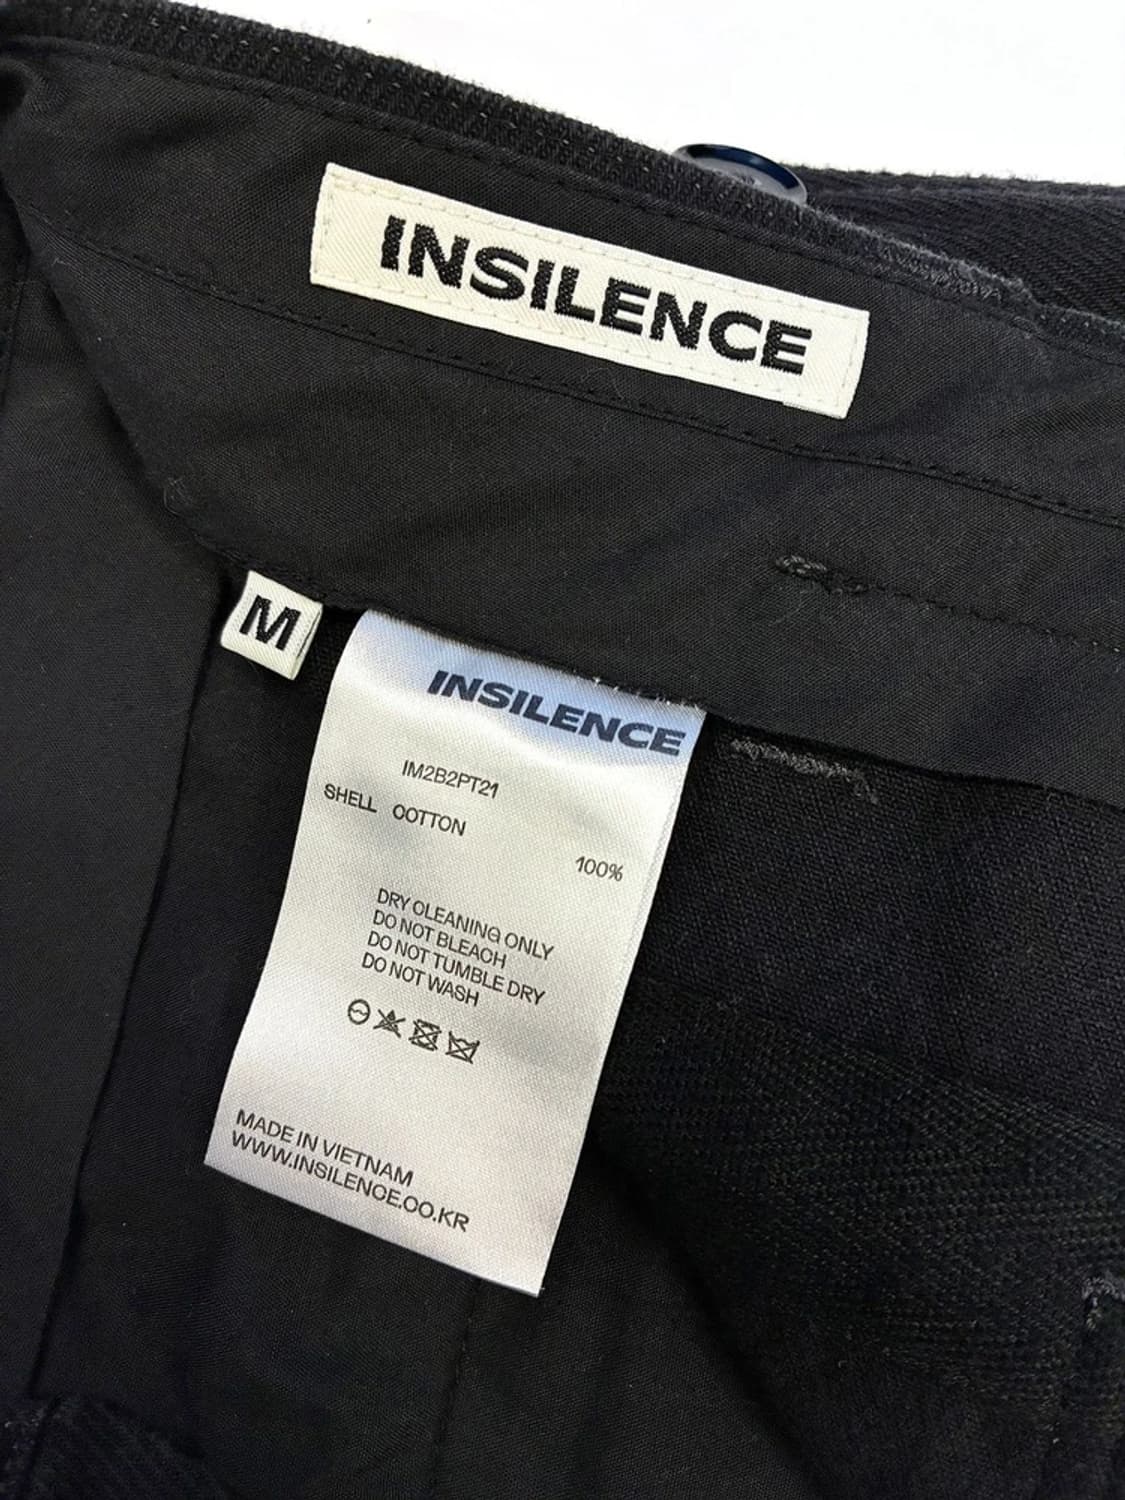 INSILENCE
M
INSILENCE
IM2B2PT21
SHELL COTTON
100%
DRY CLEANING ONLY
DO NOT BLEACH
DO NOT TUMBLE DRY
DO NOT WASH
MADE IN VIETNAM
WWW.INSILENCE.CO.KR